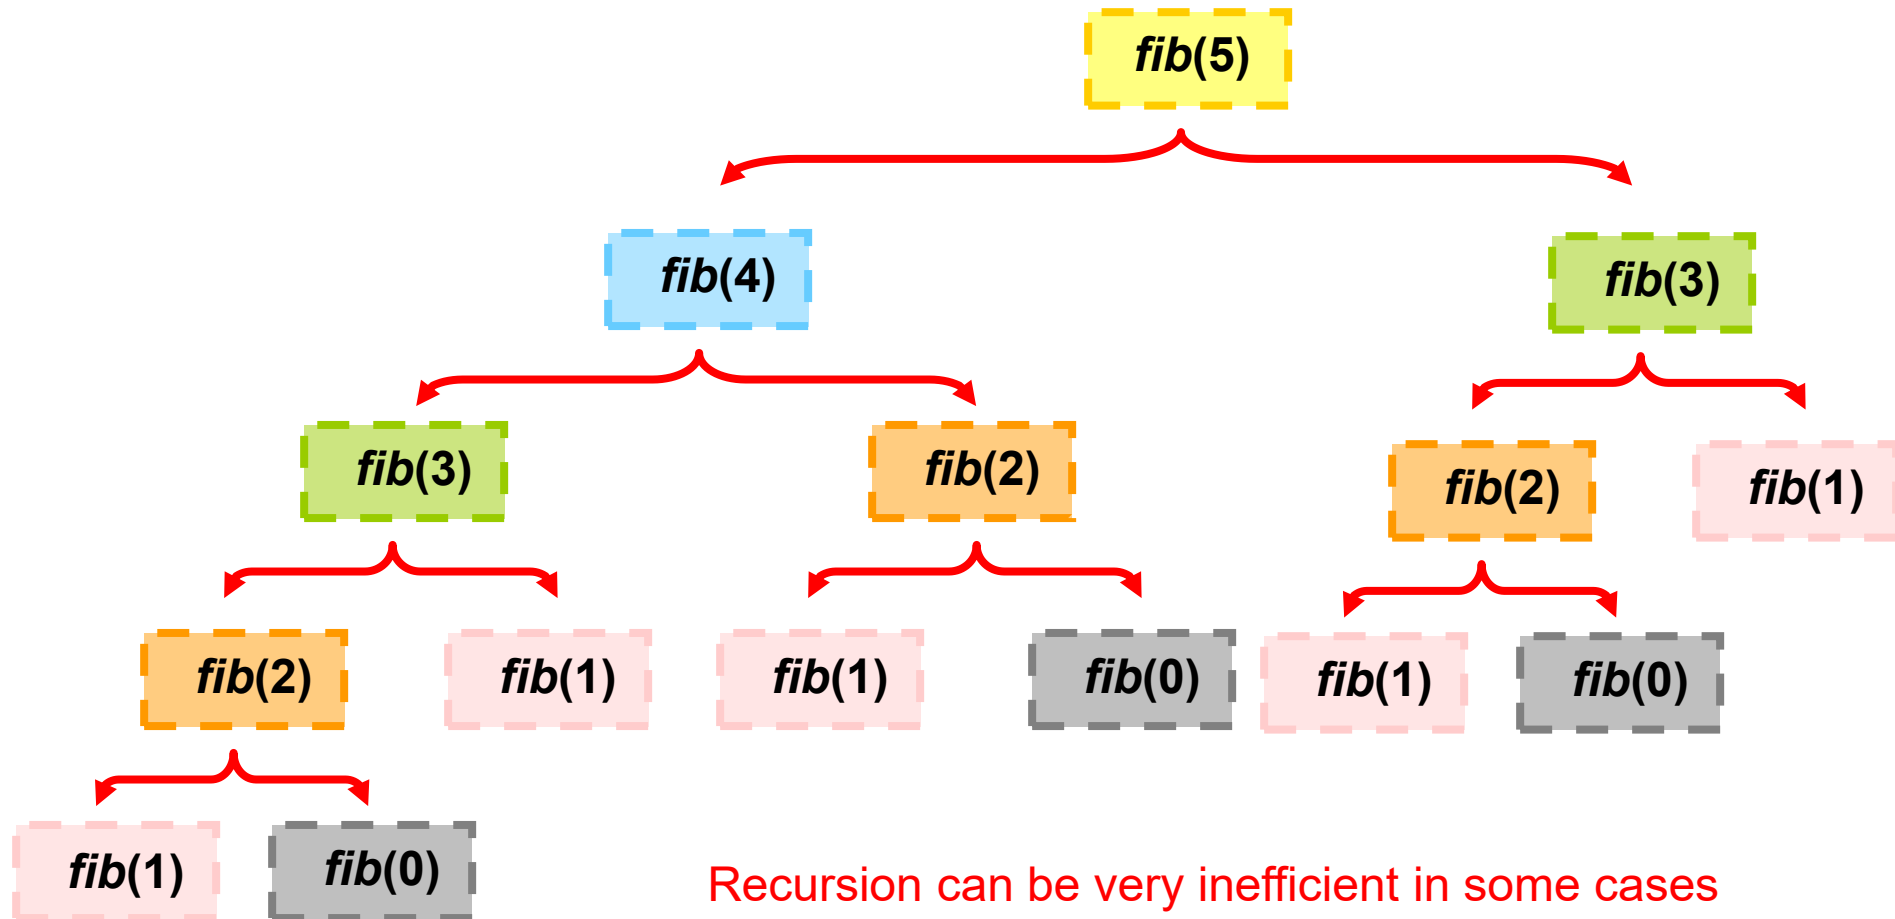 fib(5)
fib(4)
fib(3)
fib(3)
fib(2)
fib(2)
fib(1)
fib(2)
fib(1)
fib(1)
fib(0)
fib(1)
fib(0)
fib(1)
fib(0)
Recursion can be very inefficient in some cases